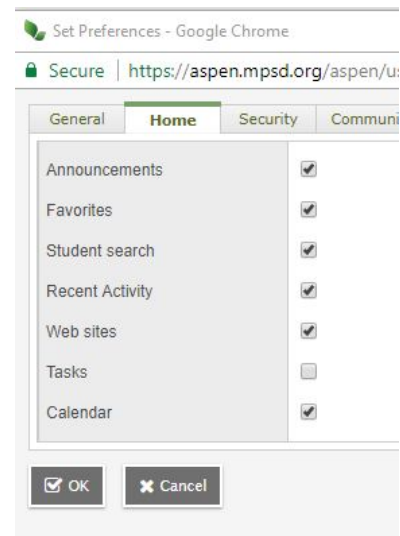 Set Preferences - Google Chrome
Secure | https://aspen.mpsd.org/aspen/us
General Home Security Communi
Announcements
Favorites
Student search
Recent Activity
Web sites
Tasks
Calendar
OK Cancel